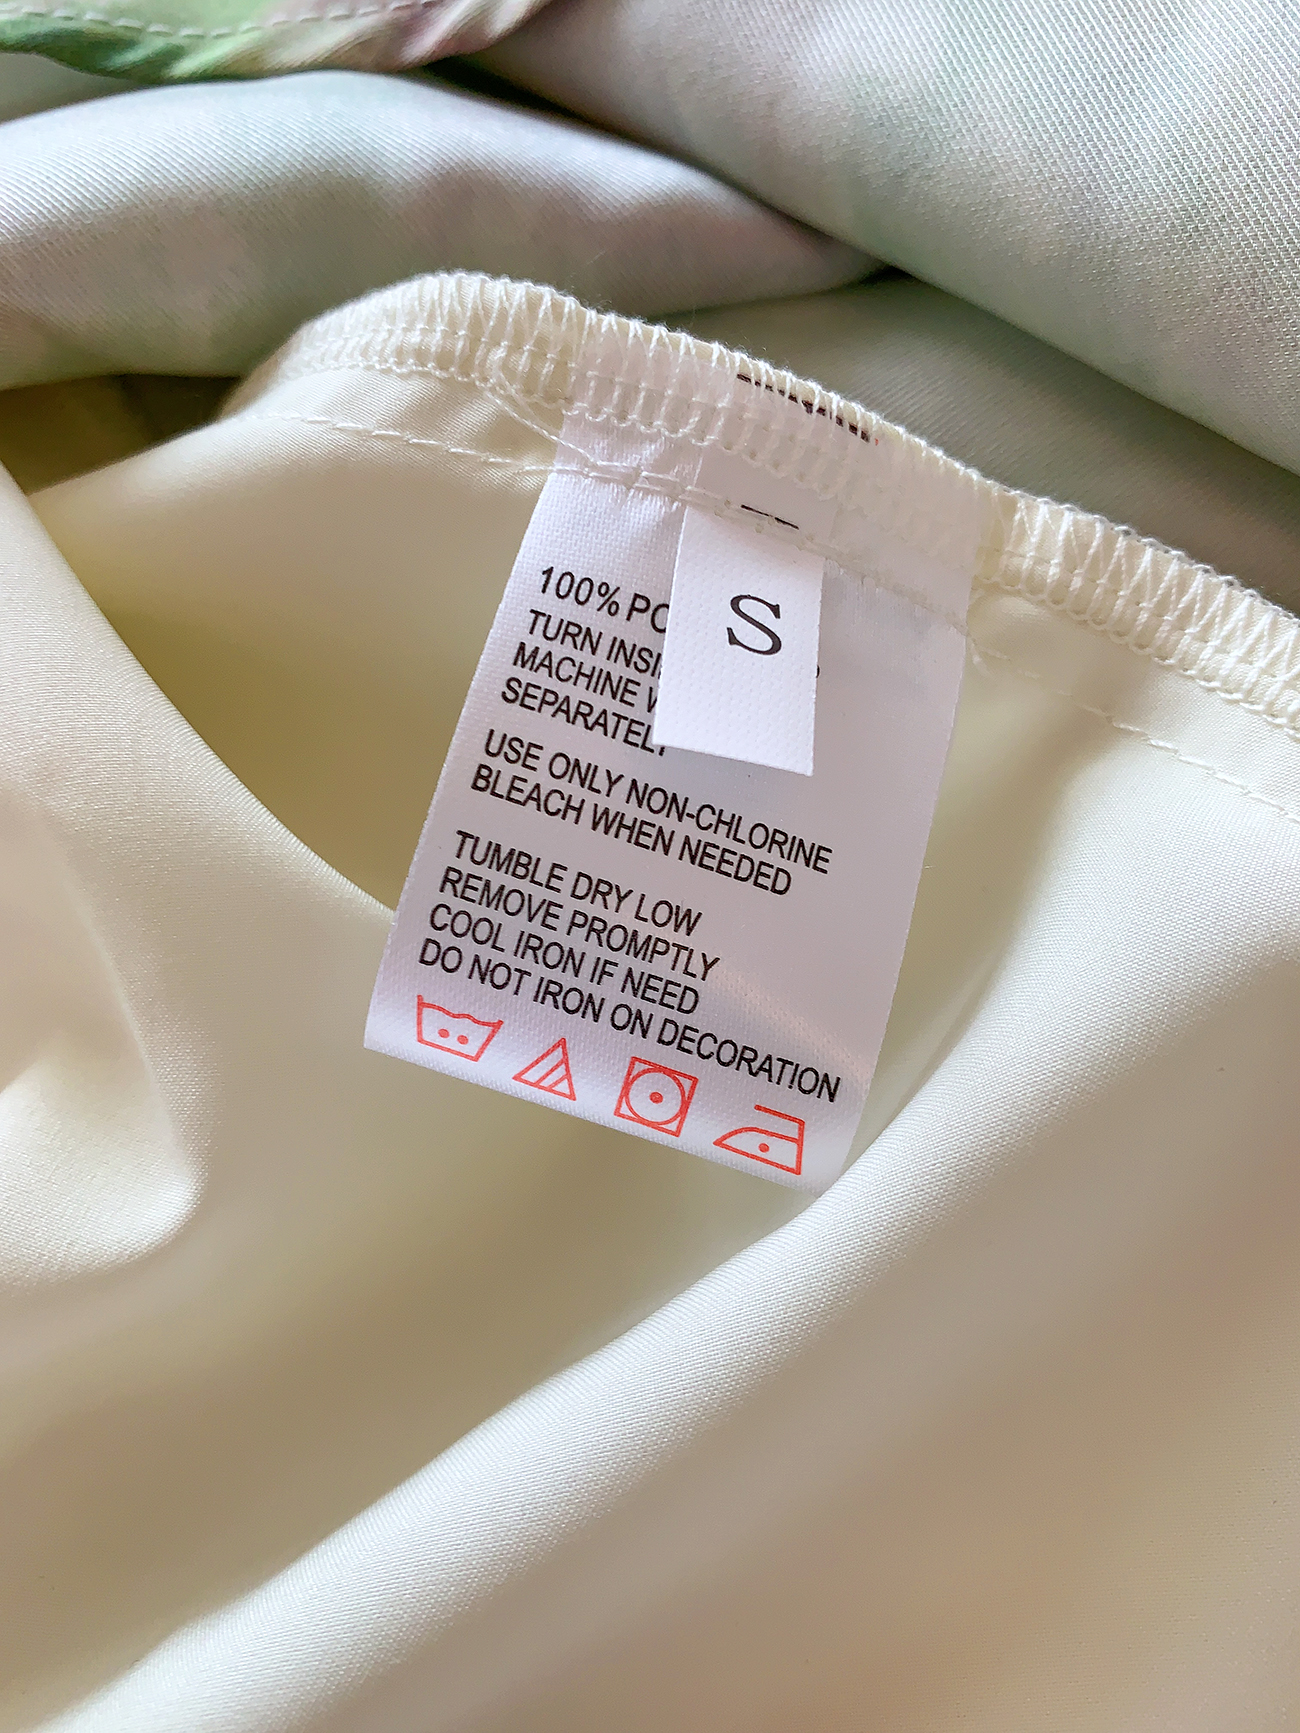 S
100% PO
TURN INSI
MACHINE W
SEPARATELY
USE ONLY NON-CHLORINE
BLEACH WHEN NEEDED
TUMBLE DRY LOW
REMOVE PROMPTLY
COOL IRON IF NEED
DO NOT IRON ON DECORATION